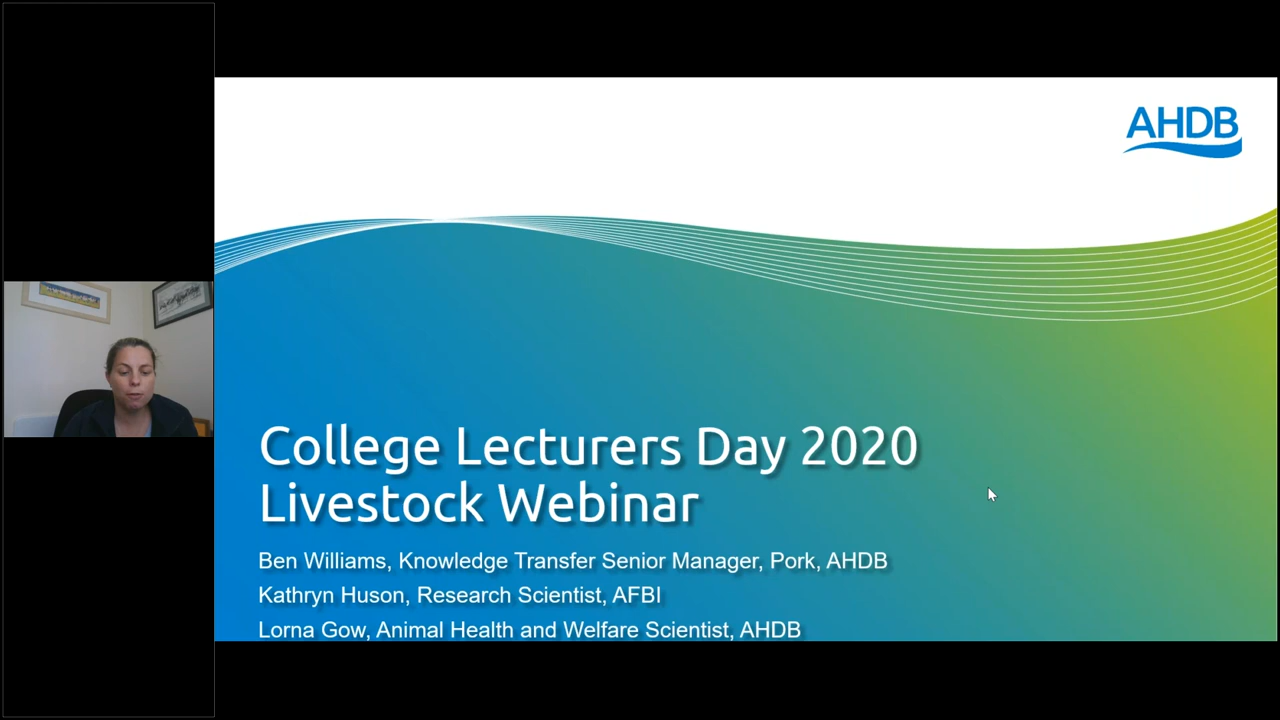 AHDB
College Lecturers Day 2020
Livestock Webinar
Ben Williams, Knowledge Transfer Senior Manager, Pork, AHDB
Kathryn Huson, Research Scientist, AFBI
Lorna Gow, Animal Health and Welfare Scientist, AHDB